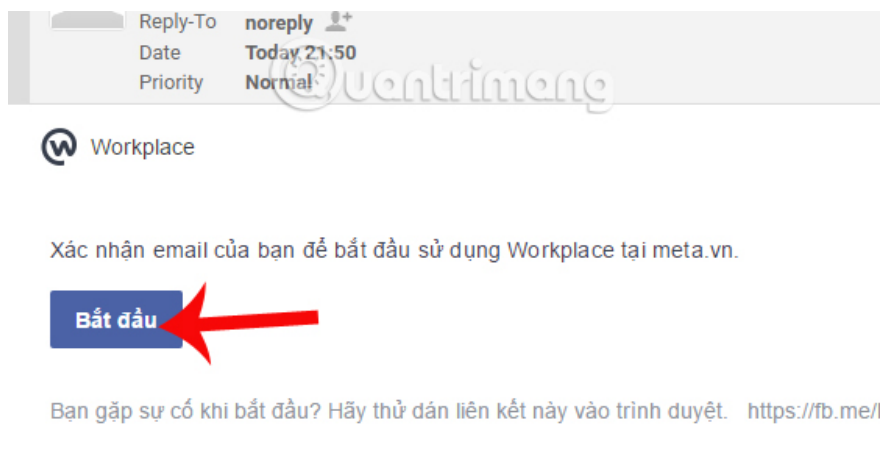 Reply-To noreply
Date Today 21:50
Priority Normal
Quantrimang
Workplace
Xác nhận email của bạn để bắt đầu sử dụng Workplace tại meta.vn.
Bắt đầu
Bạn gặp sự cố khi bắt đầu? Hãy thử dán liên kết này vào trình duyệt. https://fb.me/